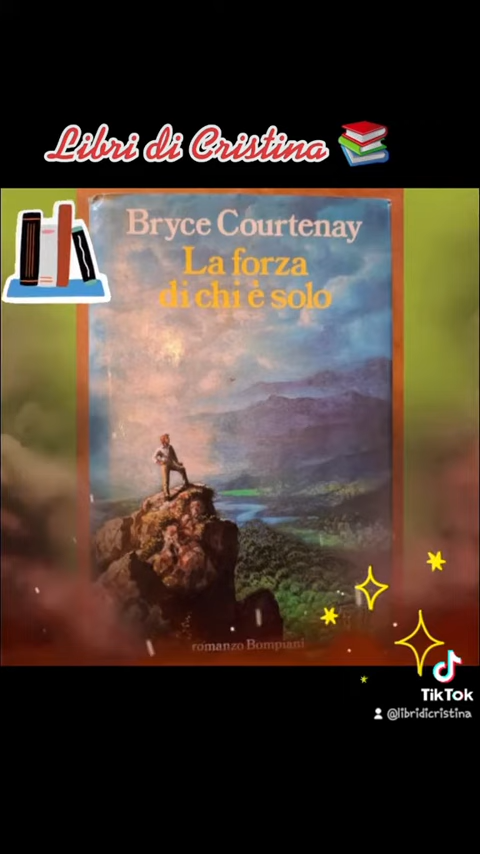 Libri di Cristina
Bryce Courtenay
La forza
di chi è solo
romanzo Bompiani
TikTok
@libridicristina